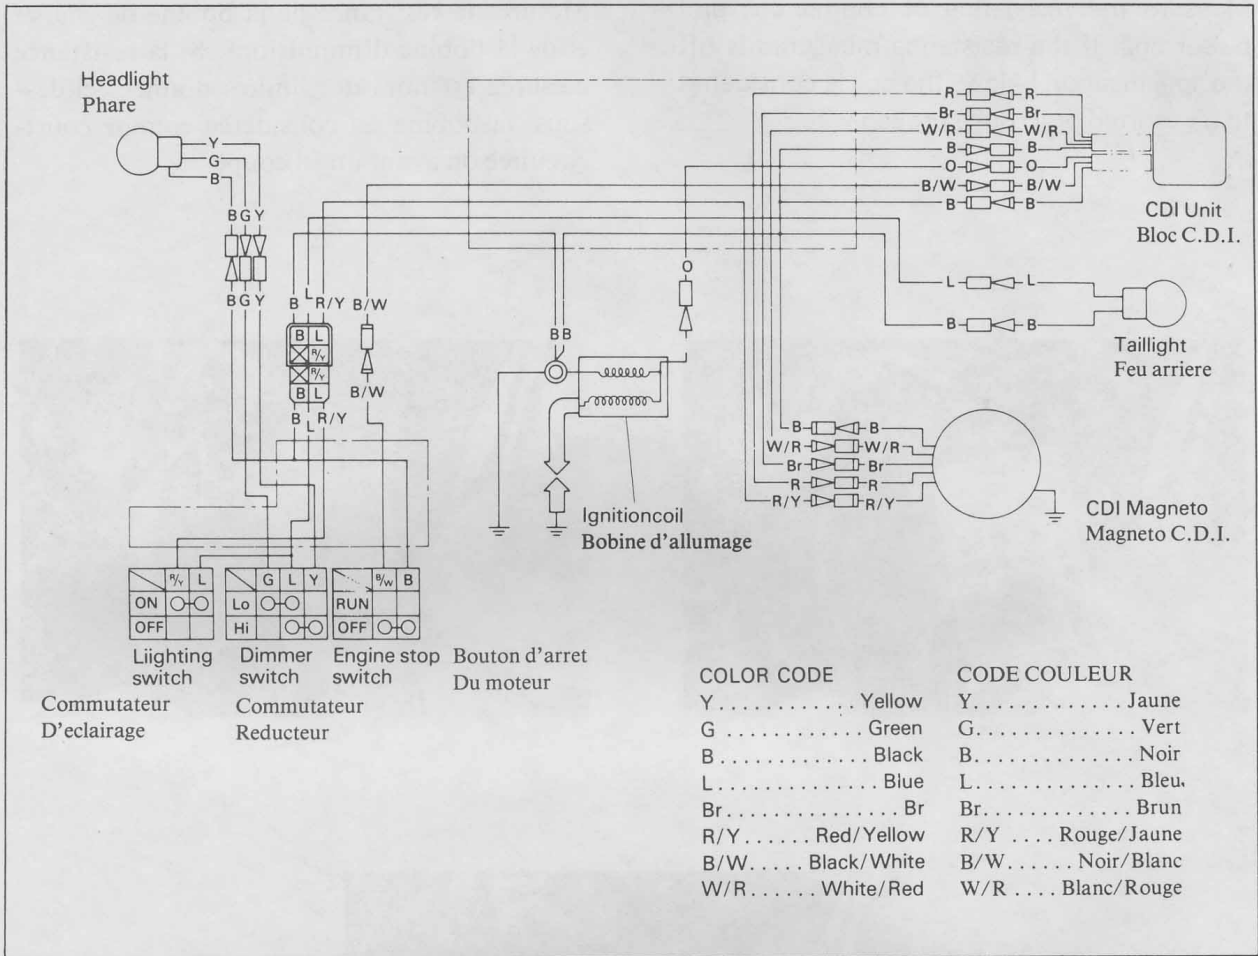 Headlight
Phare
Y
G
B
B G Y
B G Y
B L R/Y B/W
B L
R/Y
R/Y
B L
B L R/Y
B/W
B B
O
R R
Br Br
W/R W/R
B B
O O
B/W B/W
B B
CDI Unit
Bloc C.D.I.
L L
B B
Taillight
Feu arriere
B B
W/R W/R
Br Br
R R
R/Y R/Y
CDI Magneto
Magneto C.D.I.
Ignitioncoil
Bobine d'allumage
R/Y L
ON
OFF
G L Y
Lo
Hi
B/W B
RUN
OFF
Liighting
switch
Commutateur
D'eclairage
Dimmer
switch
Commutateur
Reducteur
Engine stop
switch
Bouton d'arret
Du moteur
COLOR CODE
Y . . . . . . . . . . . Yellow
G . . . . . . . . . . . . Green
B . . . . . . . . . . . . . Black
L . . . . . . . . . . . . . . Blue
Br . . . . . . . . . . . . . . . Br
R/Y . . . . . . Red/Yellow
B/W . . . . . Black/White
W/R . . . . . . White/Red
CODE COULEUR
Y . . . . . . . . . . . . Jaune
G . . . . . . . . . . . . . Vert
B . . . . . . . . . . . . . Noir
L . . . . . . . . . . . . . Bleu
Br . . . . . . . . . . . . Brun
R/Y . . . . Rouge/Jaune
B/W . . . . . . Noir/Blanc
W/R . . . . Blanc/Rouge